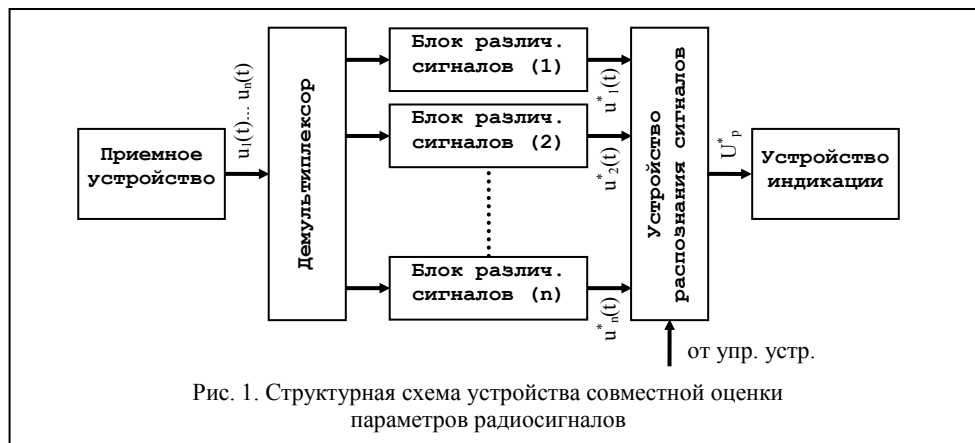 Приемное
устройство
u₁(t)... uₙ(t)
Демультиплексор
Блок различ.
сигналов (1)
Блок различ.
сигналов (2)
Блок различ.
сигналов (n)
u*₁(t)
u*₂(t)
u*ₙ(t)
Устройство
распознания сигналов
U*ₚ
Устройство
индикации
от упр. устр.
Рис. 1. Структурная схема устройства совместной оценки
параметров радиосигналов